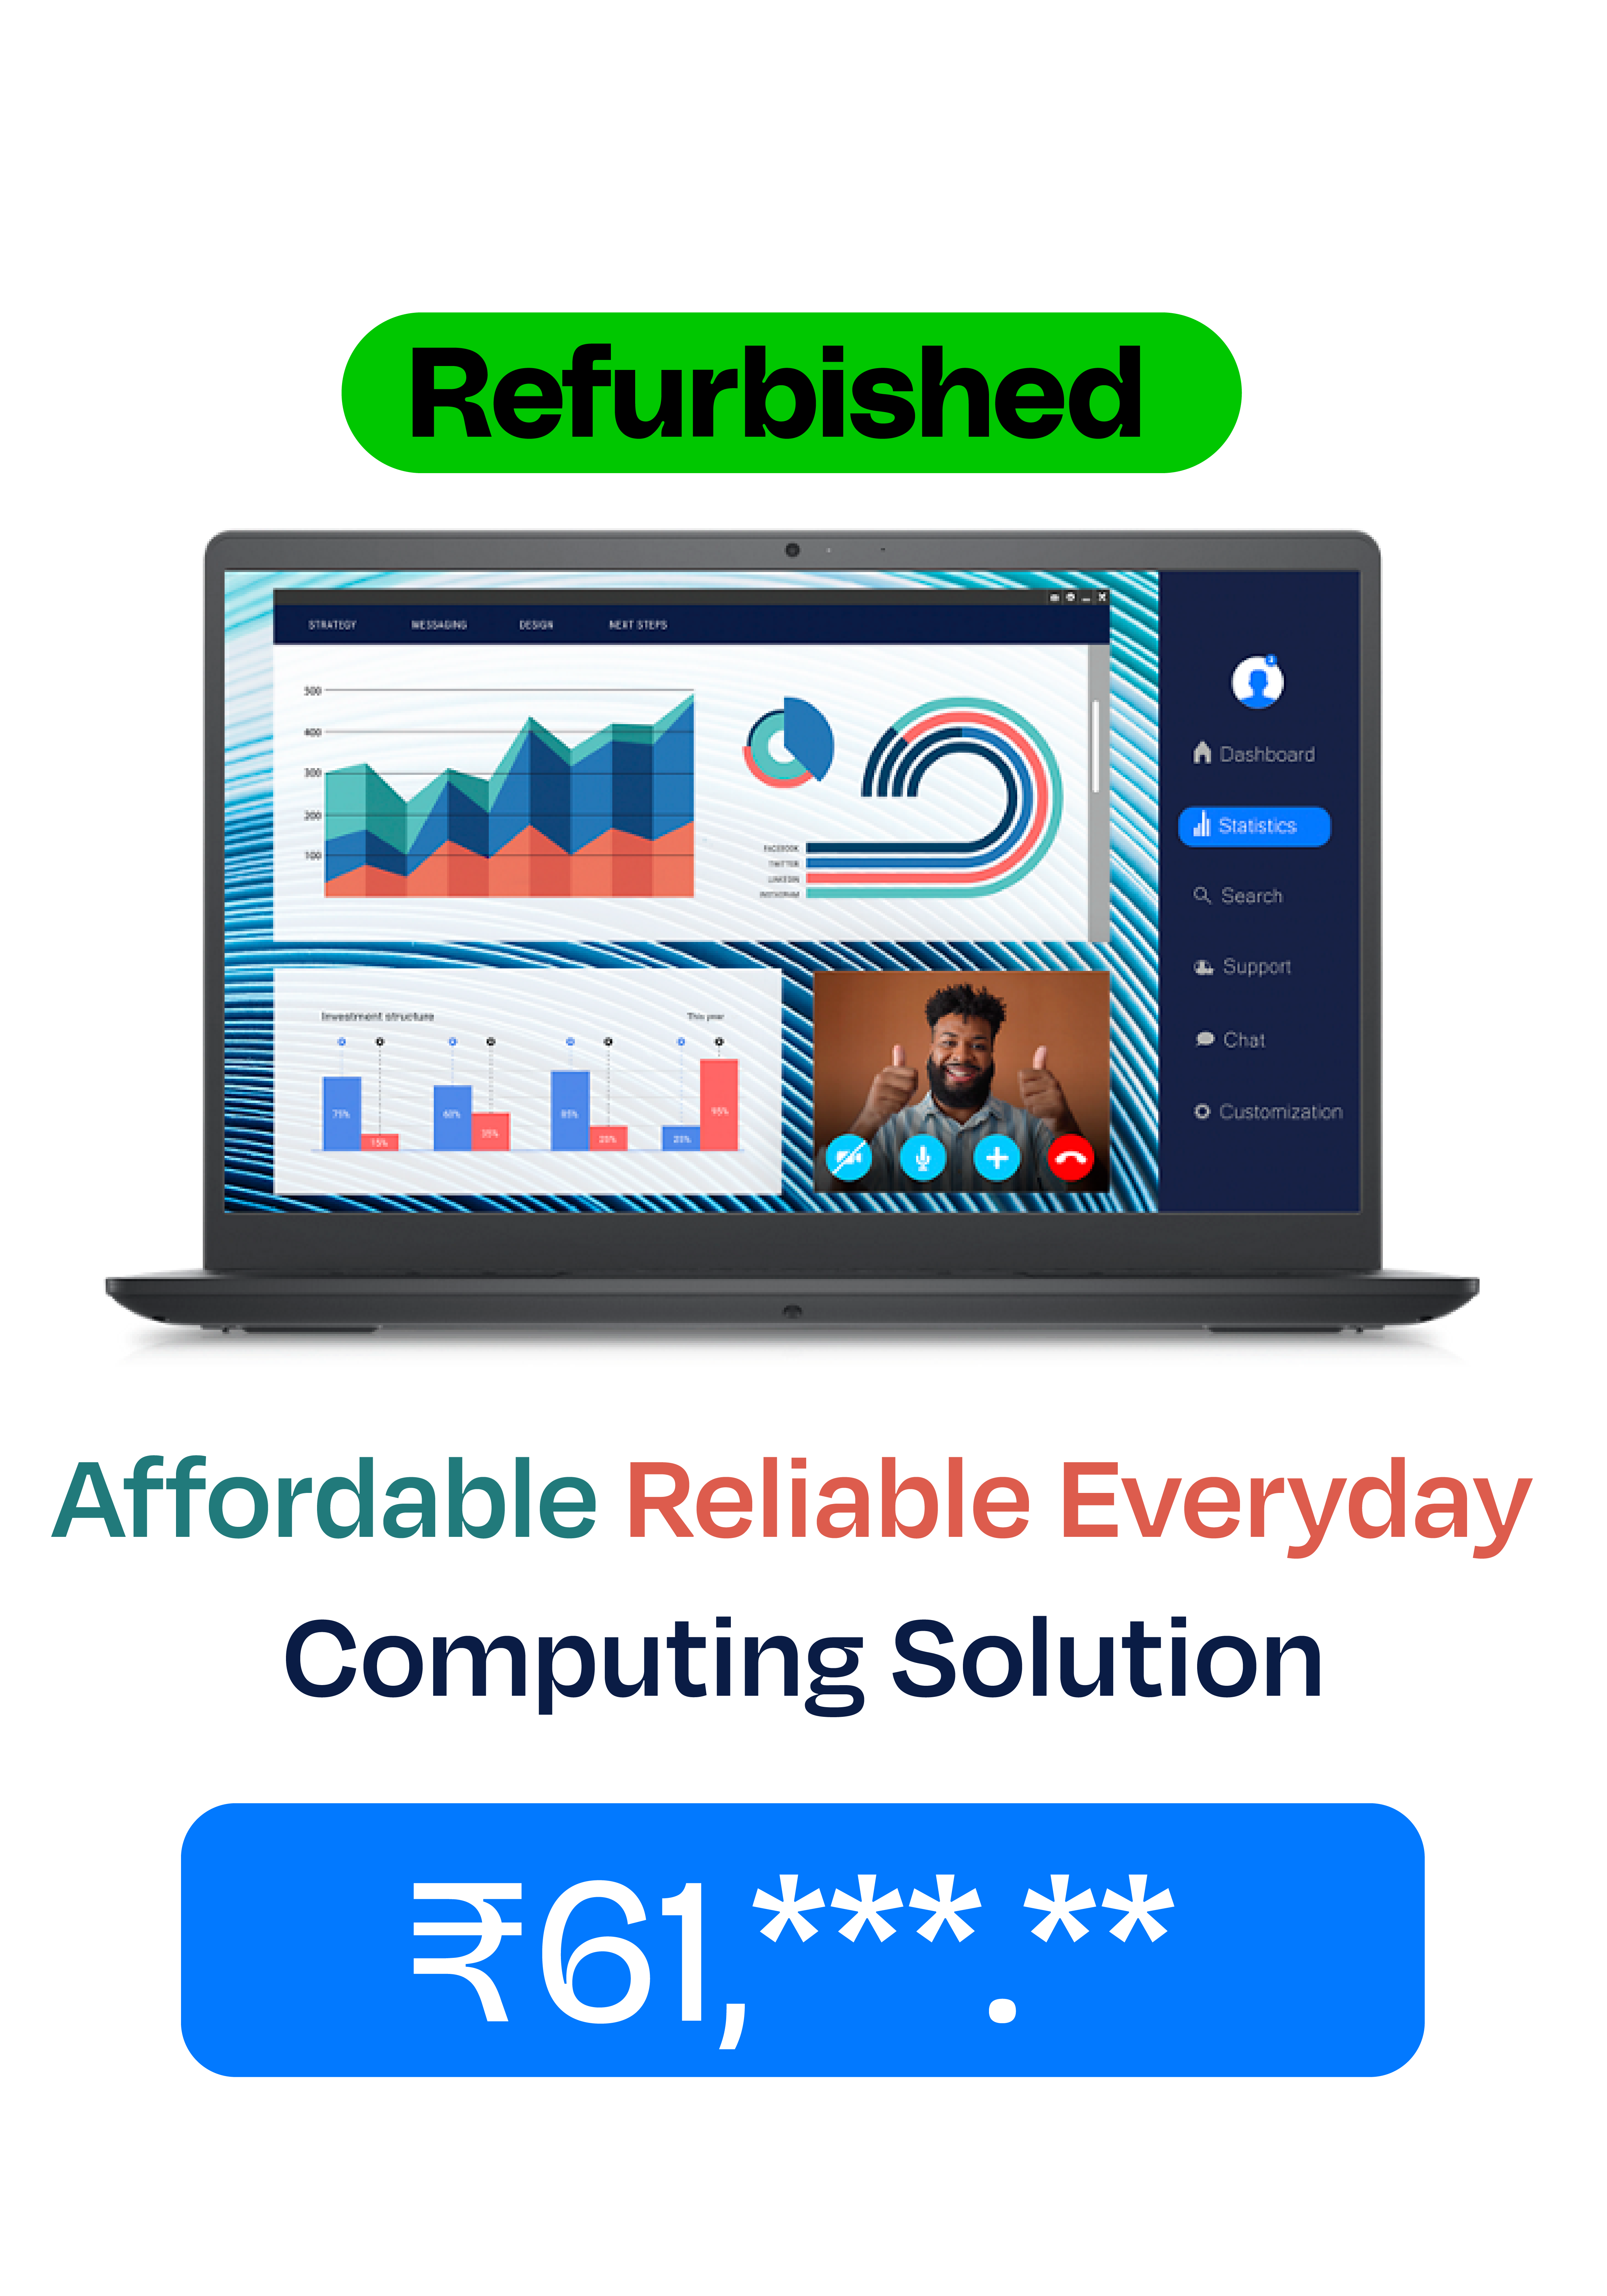 Refurbished
STRATEGY MESSAGING DESIGN NEXT STEPS
500
400
300
200
100
FACEBOOK
TWITTER
LINKEDIN
INSTAGRAM
Dashboard
Statistics
Search
Support
Chat
Customization
Investment structure This year
75% 15% 60% 35% 85% 25% 25% 95%
Affordable Reliable Everyday
Computing Solution
₹61,***.**